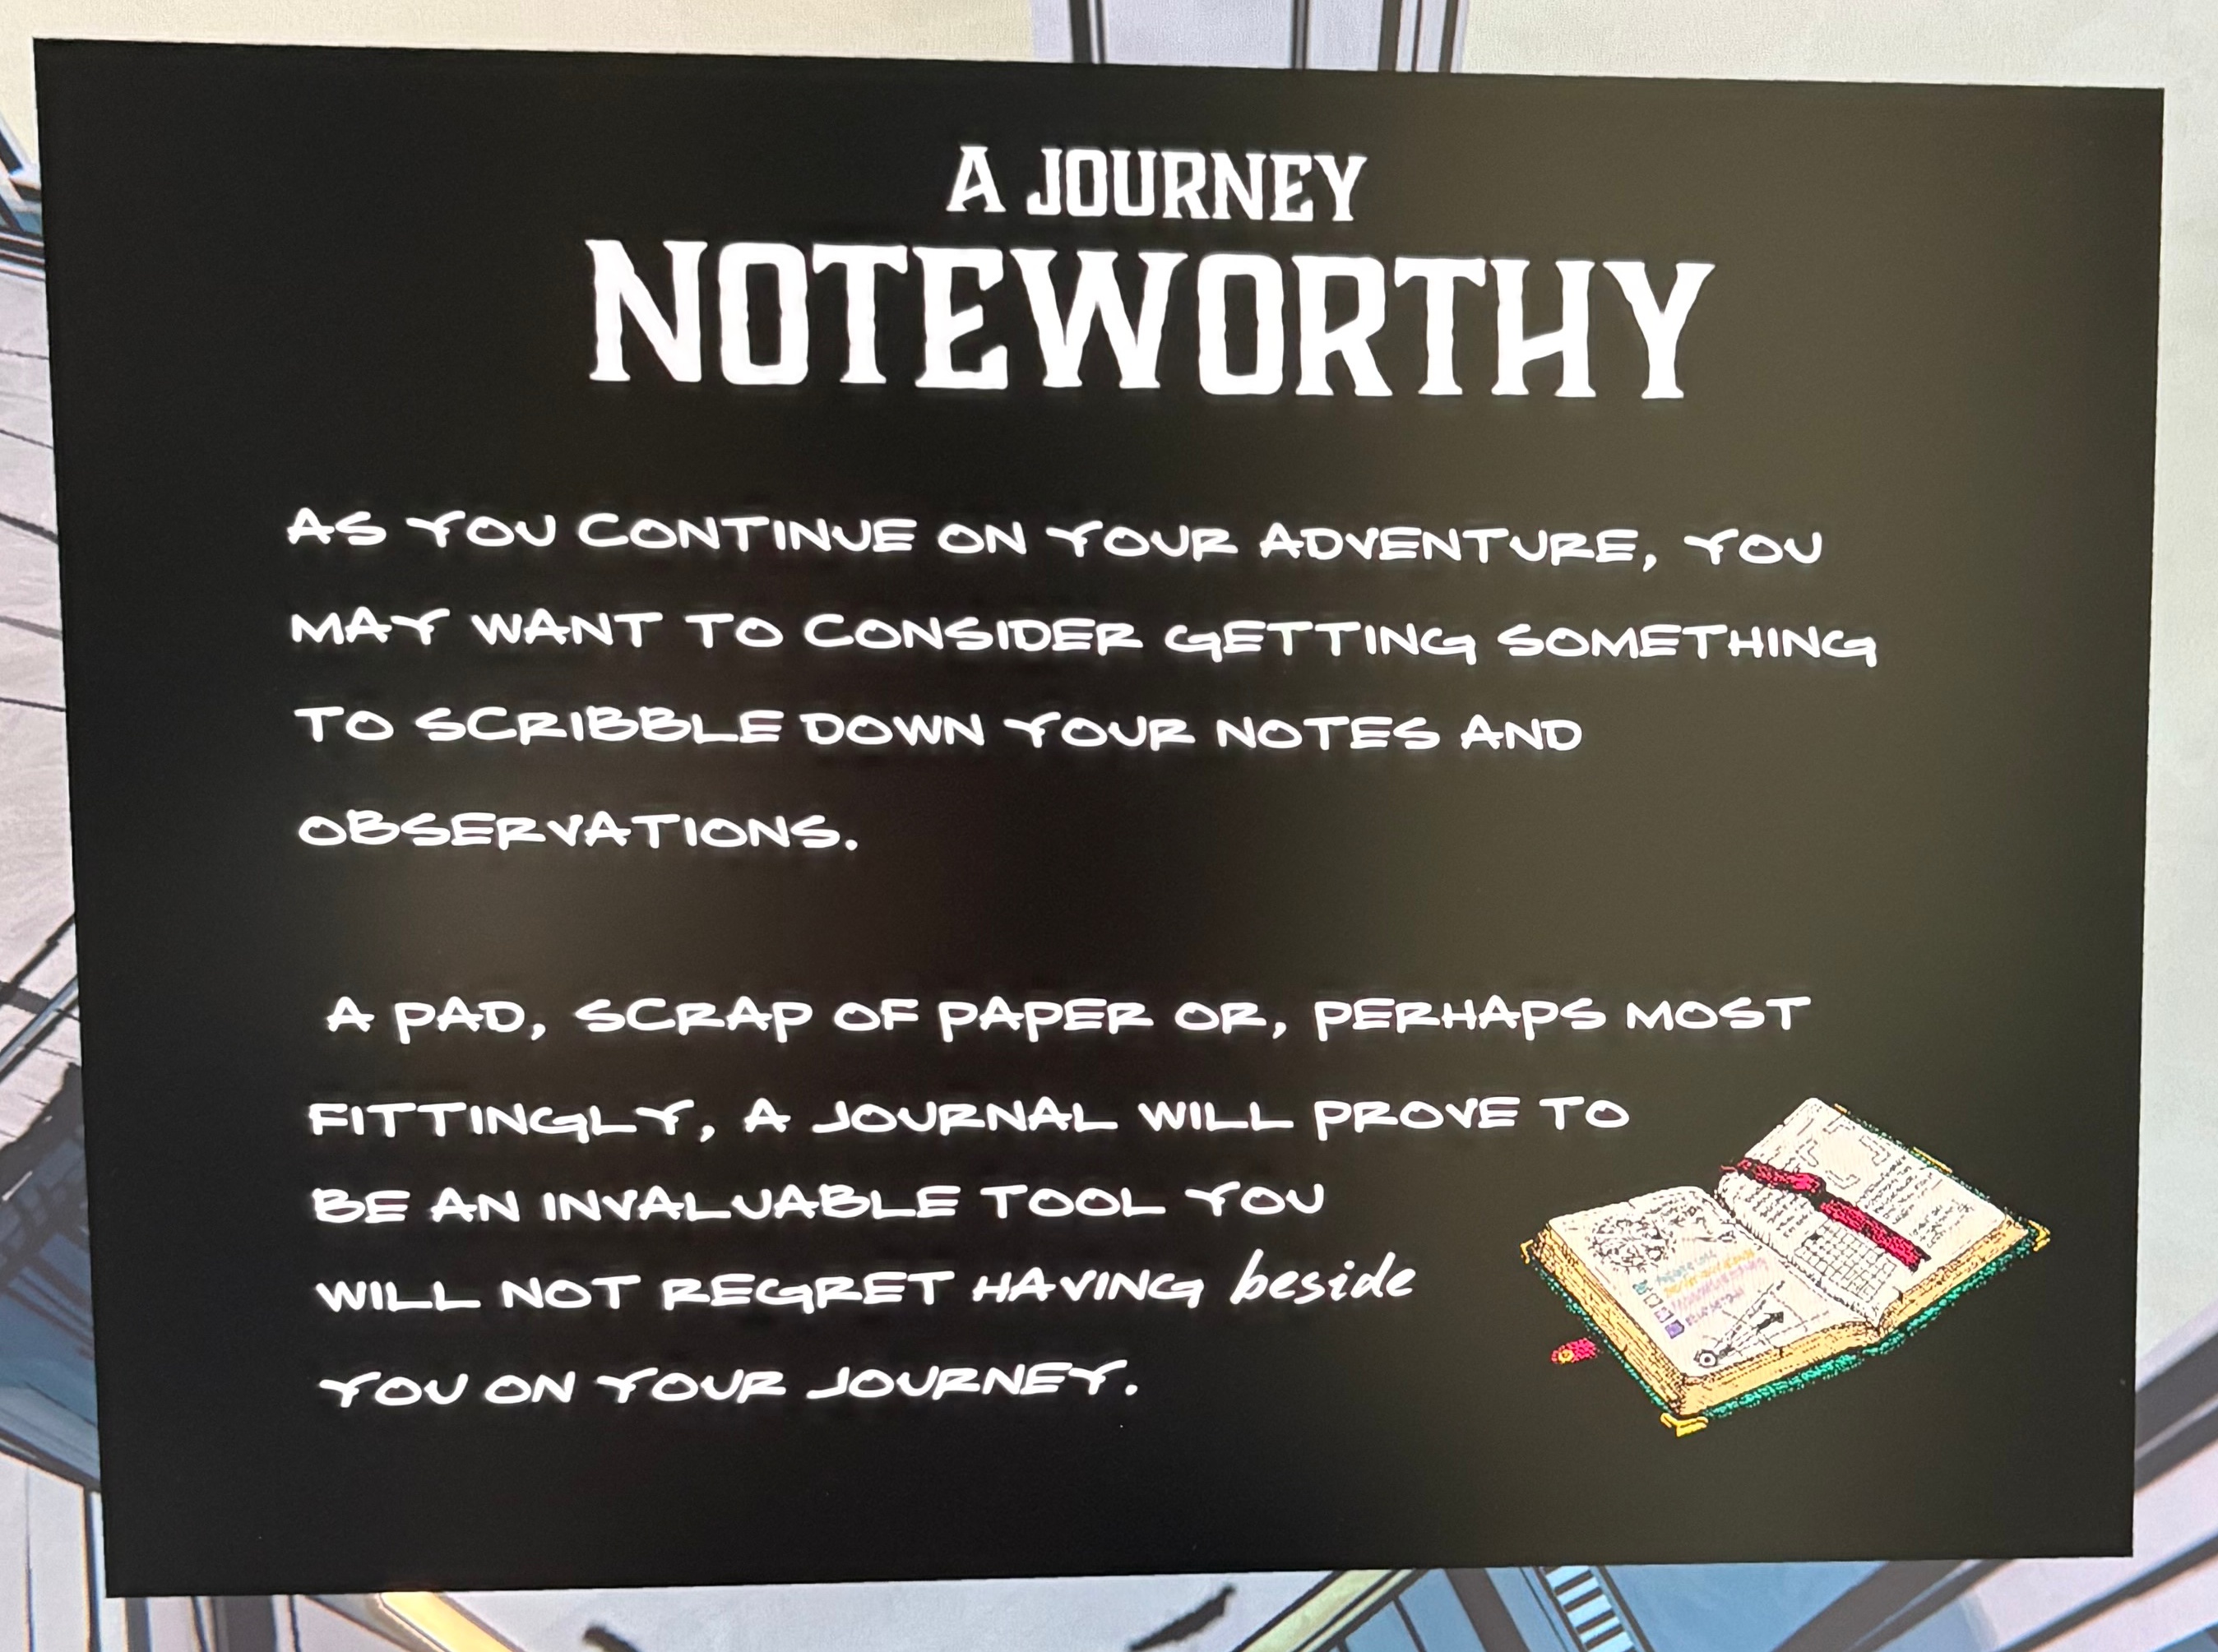 A JOURNEY
NOTEWORTHY
AS YOU CONTINUE ON YOUR ADVENTURE, YOU
MAY WANT TO CONSIDER GETTING SOMETHING
TO SCRIBBLE DOWN YOUR NOTES AND
OBSERVATIONS.
A PAD, SCRAP OF PAPER OR, PERHAPS MOST
FITTINGLY, A JOURNAL WILL PROVE TO
BE AN INVALUABLE TOOL YOU
WILL NOT REGRET HAVING beside
YOU ON YOUR JOURNEY.